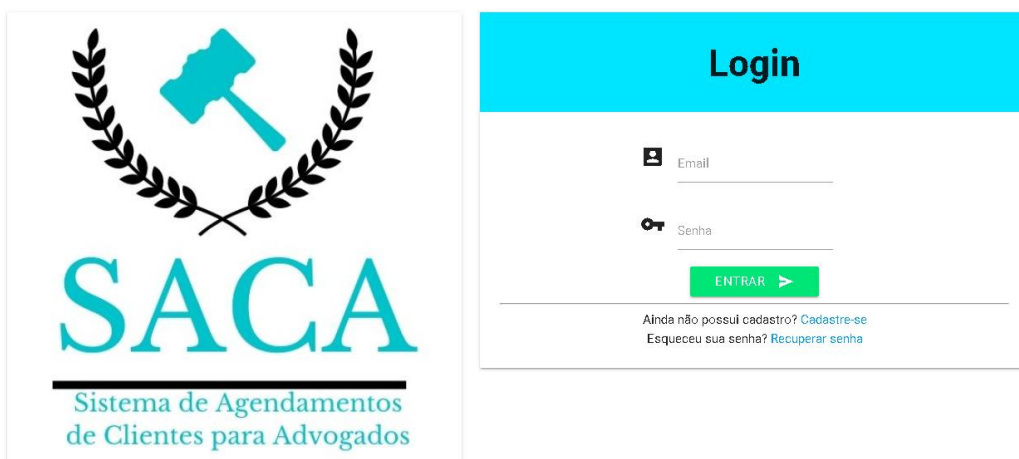 SACA
Sistema de Agendamentos
de Clientes para Advogados
Login
Email
Senha
ENTRAR
Ainda não possui cadastro? Cadastre-se
Esqueceu sua senha? Recuperar senha